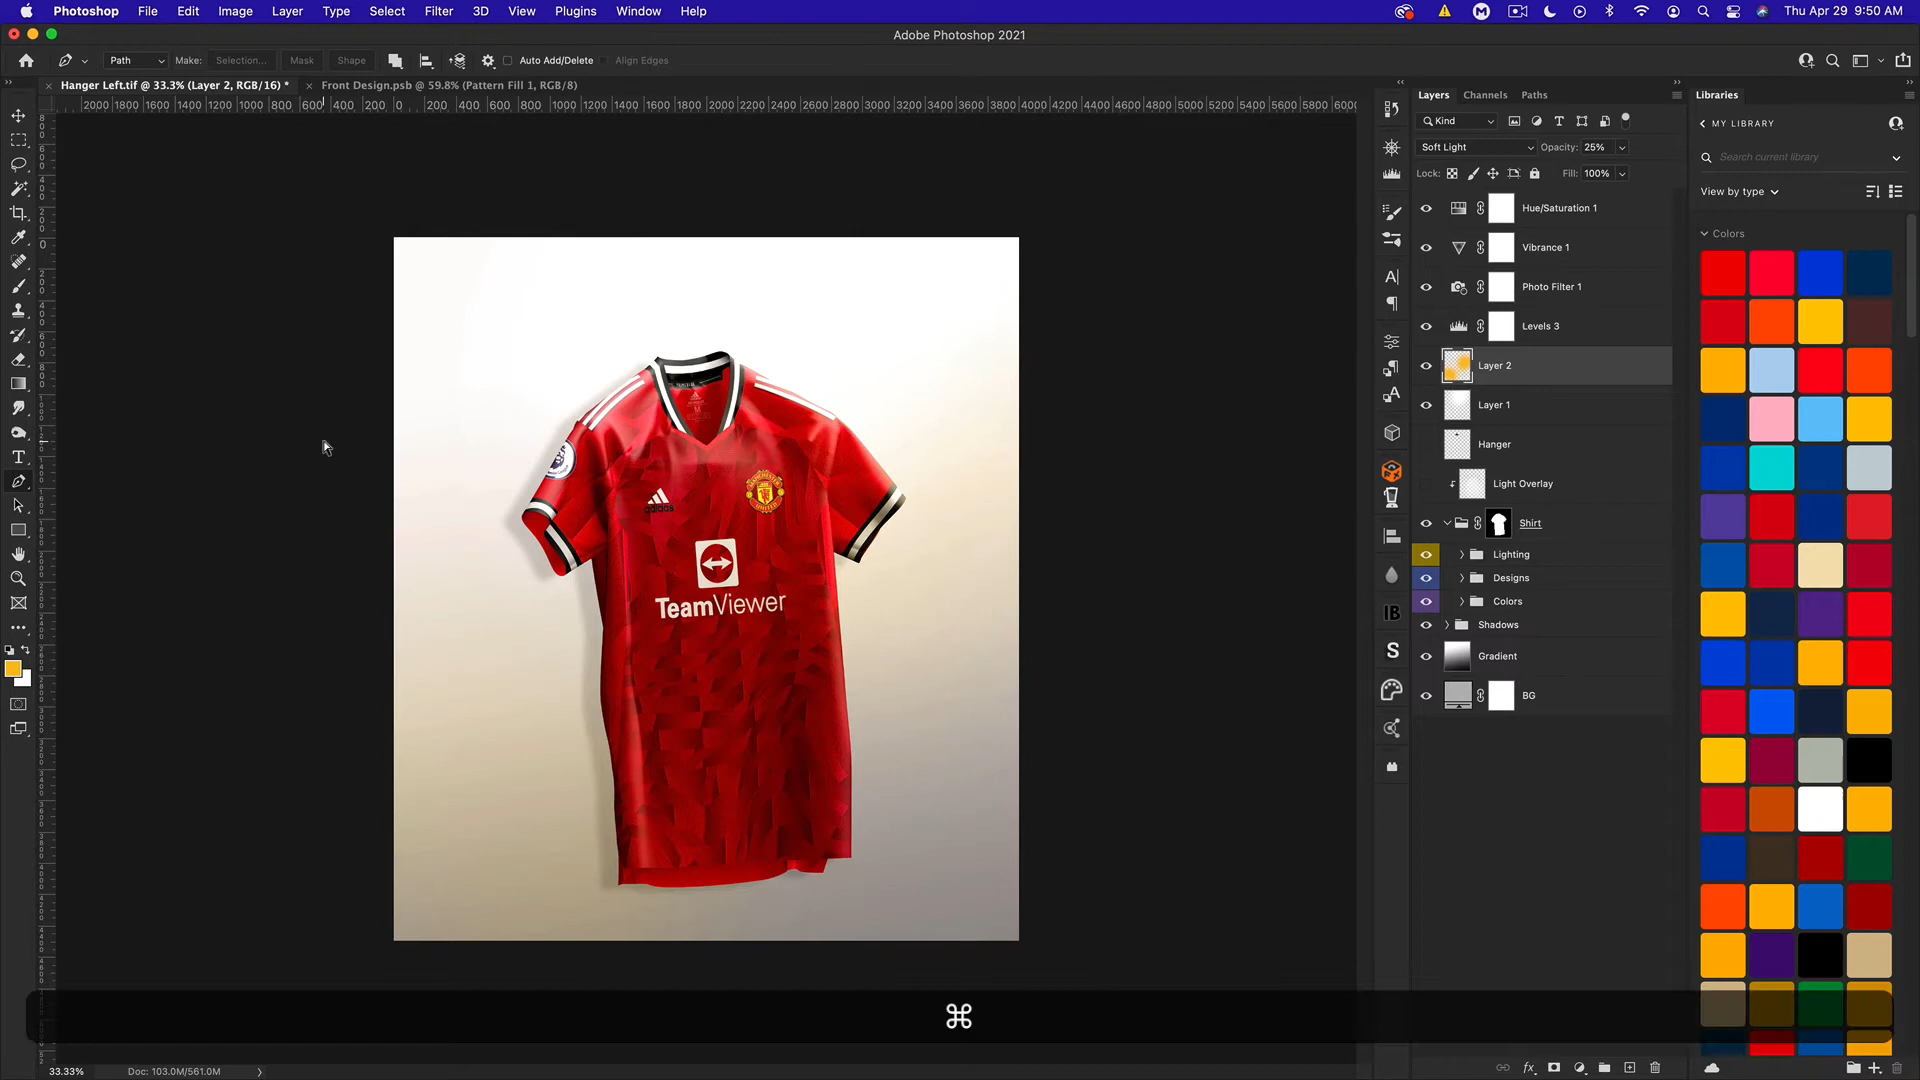 Photoshop File Edit Image Layer Type Select Filter 3D View Plugins Window Help Thu Apr 29 9:50 AM
Adobe Photoshop 2021
Path Make: Selection... Mask Shape Auto Add/Delete Align Edges
Hanger Left.tif @ 33.3% (Layer 2, RGB/16) * Front Design.psb @ 59.8% (Pattern Fill 1, RGB/8)
2000 1800 1600 1400 1200 1000 800 600 400 200 0 200 400 600 800 1000 1200 1400 1600 1800 2000 2200 2400 2600 2800 3000 3200 3400 3600 3800 4000 4200 4400 4600 4800 5000 5200 5400 5600 5800 6000
Layers Channels Paths
Kind
Soft Light Opacity: 25%
Lock: Fill: 100%
Hue/Saturation 1
Vibrance 1
Photo Filter 1
Levels 3
Layer 2
Layer 1
Hanger
Light Overlay
Shirt
Lighting
Designs
Colors
Shadows
Gradient
BG
Libraries
MY LIBRARY
Search current library
View by type
Colors
adidas
MANCHESTER
UNITED
TeamViewer
⌘
33.33% Doc: 103.0M/561.0M